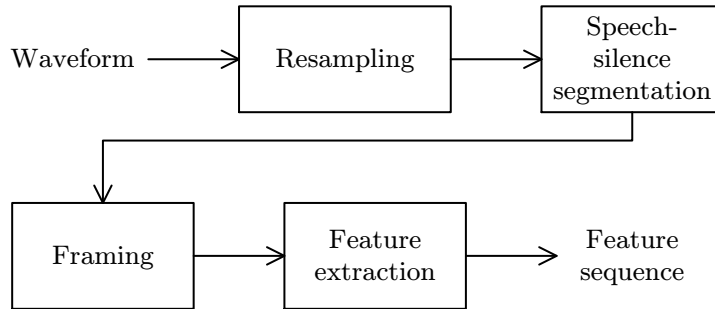 Waveform
Resampling
Speech-
silence
segmentation
Framing
Feature
extraction
Feature
sequence